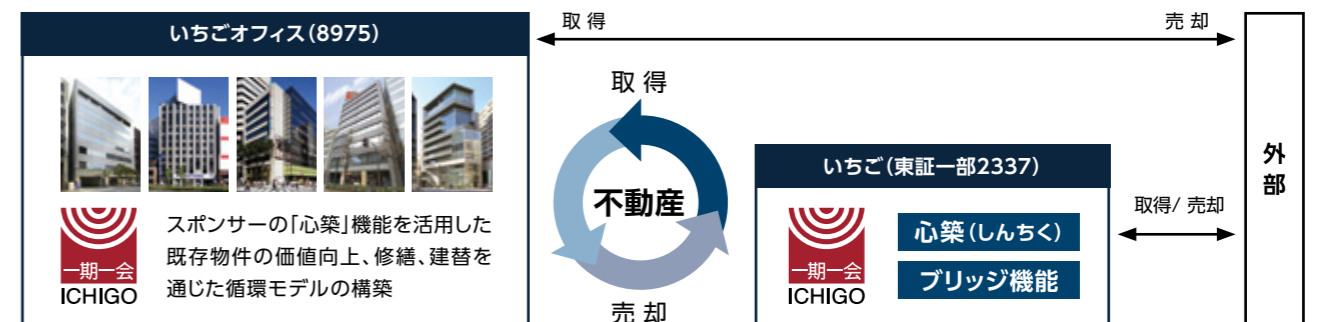 取得
売却
いちごオフィス(8975)
取得
不動産
売却
一期一会
ICHIGO
スポンサーの「心築」機能を活用した
既存物件の価値向上、修繕、建替を
通じた循環モデルの構築
いちご(東証一部2337)
一期一会
ICHIGO
心築(しんちく)
ブリッジ機能
取得/ 売却
外部